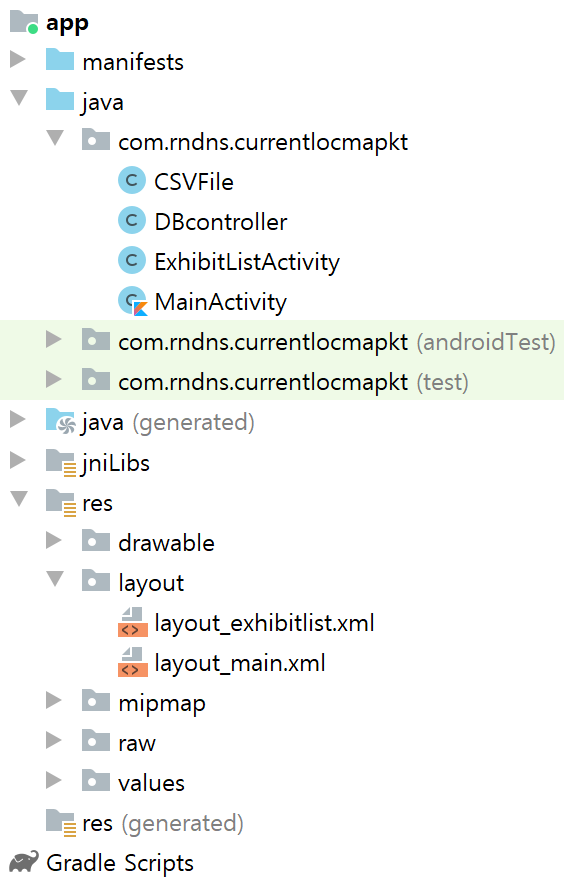 app
manifests
java
com.rndns.currentlocmapkt
C CSVFile
C DBcontroller
C ExhibitListActivity
C MainActivity
com.rndns.currentlocmapkt (androidTest)
com.rndns.currentlocmapkt (test)
java (generated)
jniLibs
res
drawable
layout
<> layout_exhibitlist.xml
<> layout_main.xml
mipmap
raw
values
res (generated)
Gradle Scripts